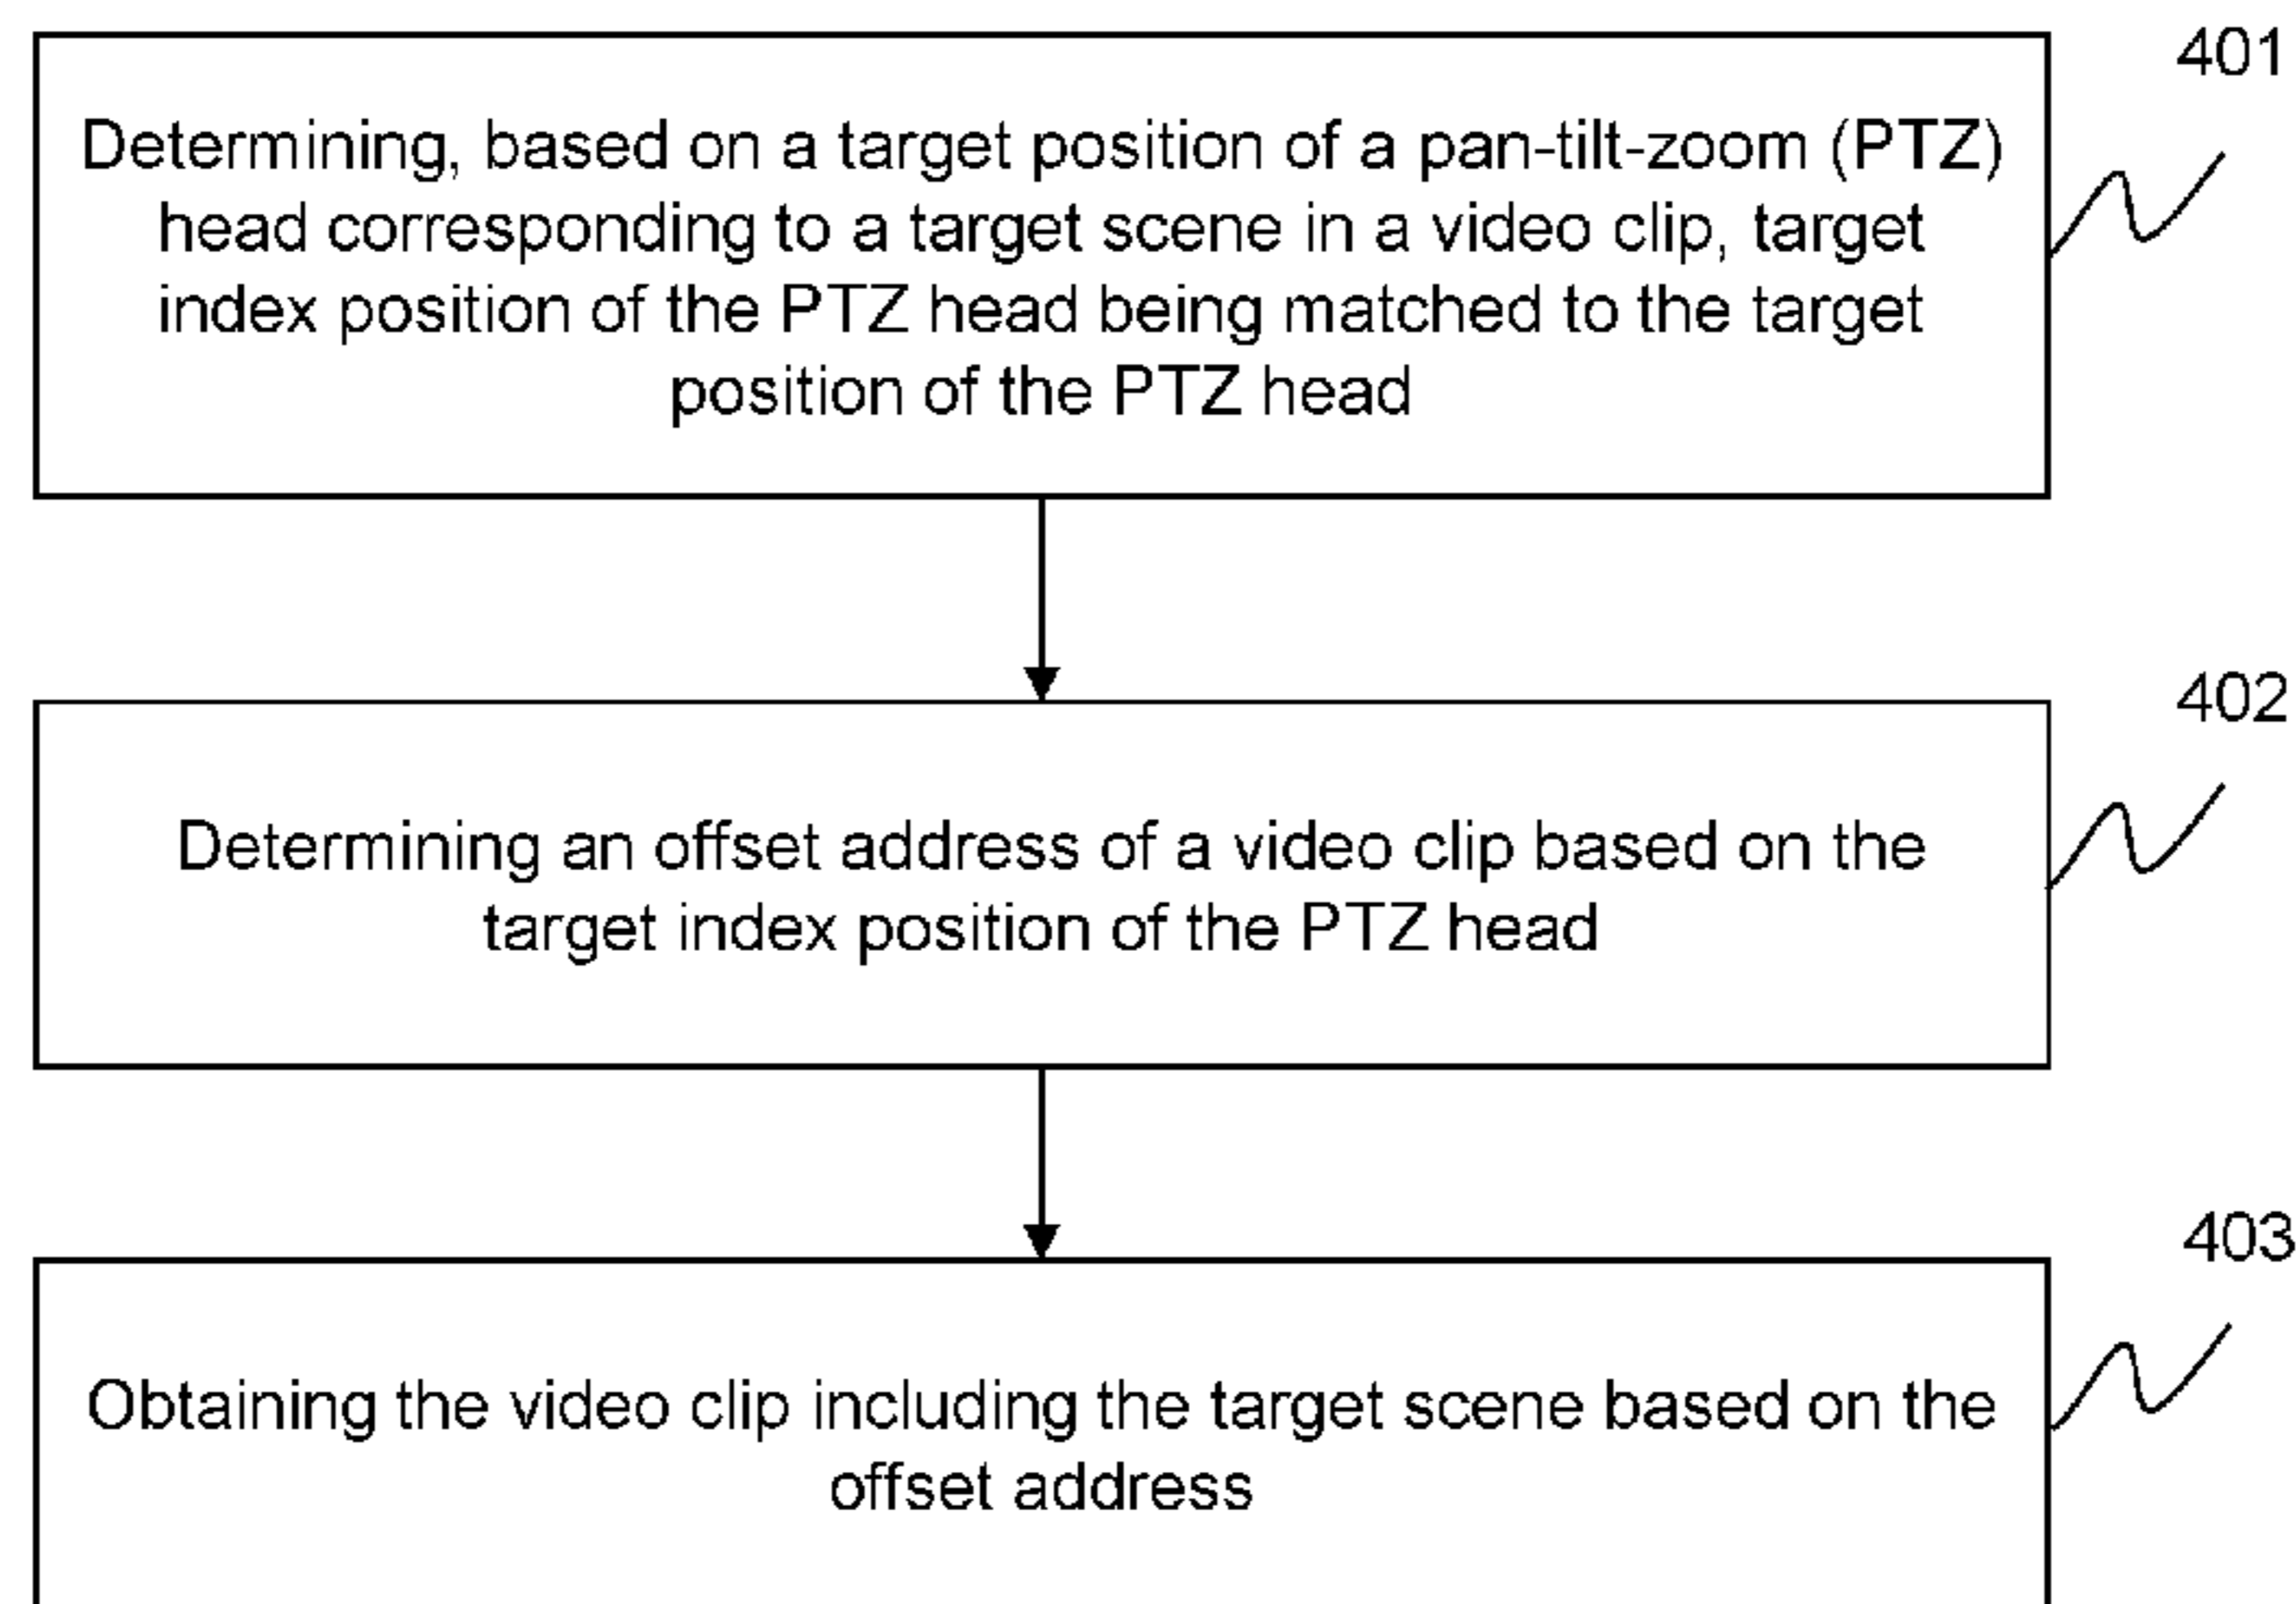 401
Determining, based on a target position of a pan-tilt-zoom (PTZ)
head corresponding to a target scene in a video clip, target
index position of the PTZ head being matched to the target
position of the PTZ head
402
Determining an offset address of a video clip based on the
target index position of the PTZ head
403
Obtaining the video clip including the target scene based on the
offset address